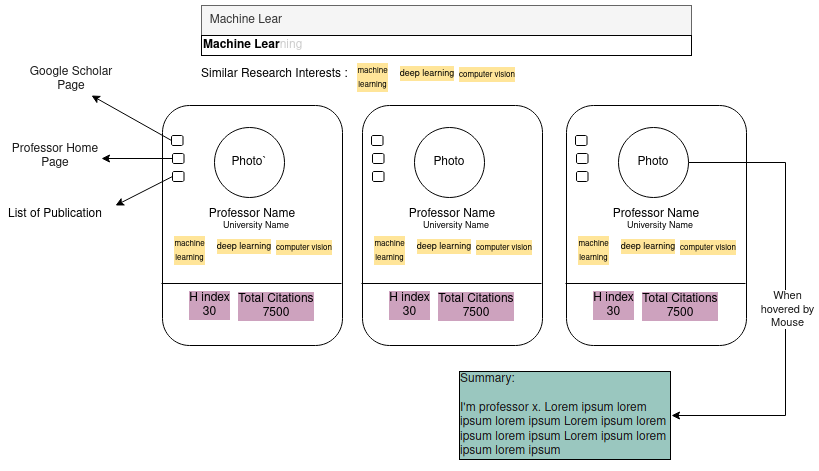 Machine Lear
Machine Learning
Similar Research Interests :
machine
learning
deep learning
computer vision
Google Scholar
Page
Professor Home
Page
List of Publication
Photo`
Professor Name
University Name
machine
learning
deep learning
computer vision
H index
30
Total Citations
7500
Photo
Professor Name
University Name
machine
learning
deep learning
computer vision
H index
30
Total Citations
7500
Photo
Professor Name
University Name
machine
learning
deep learning
computer vision
H index
30
Total Citations
7500
When
hovered by
Mouse
Summary:
I'm professor x. Lorem ipsum lorem
ipsum lorem ipsum Lorem ipsum lorem
ipsum lorem ipsum Lorem ipsum lorem
ipsum lorem ipsum